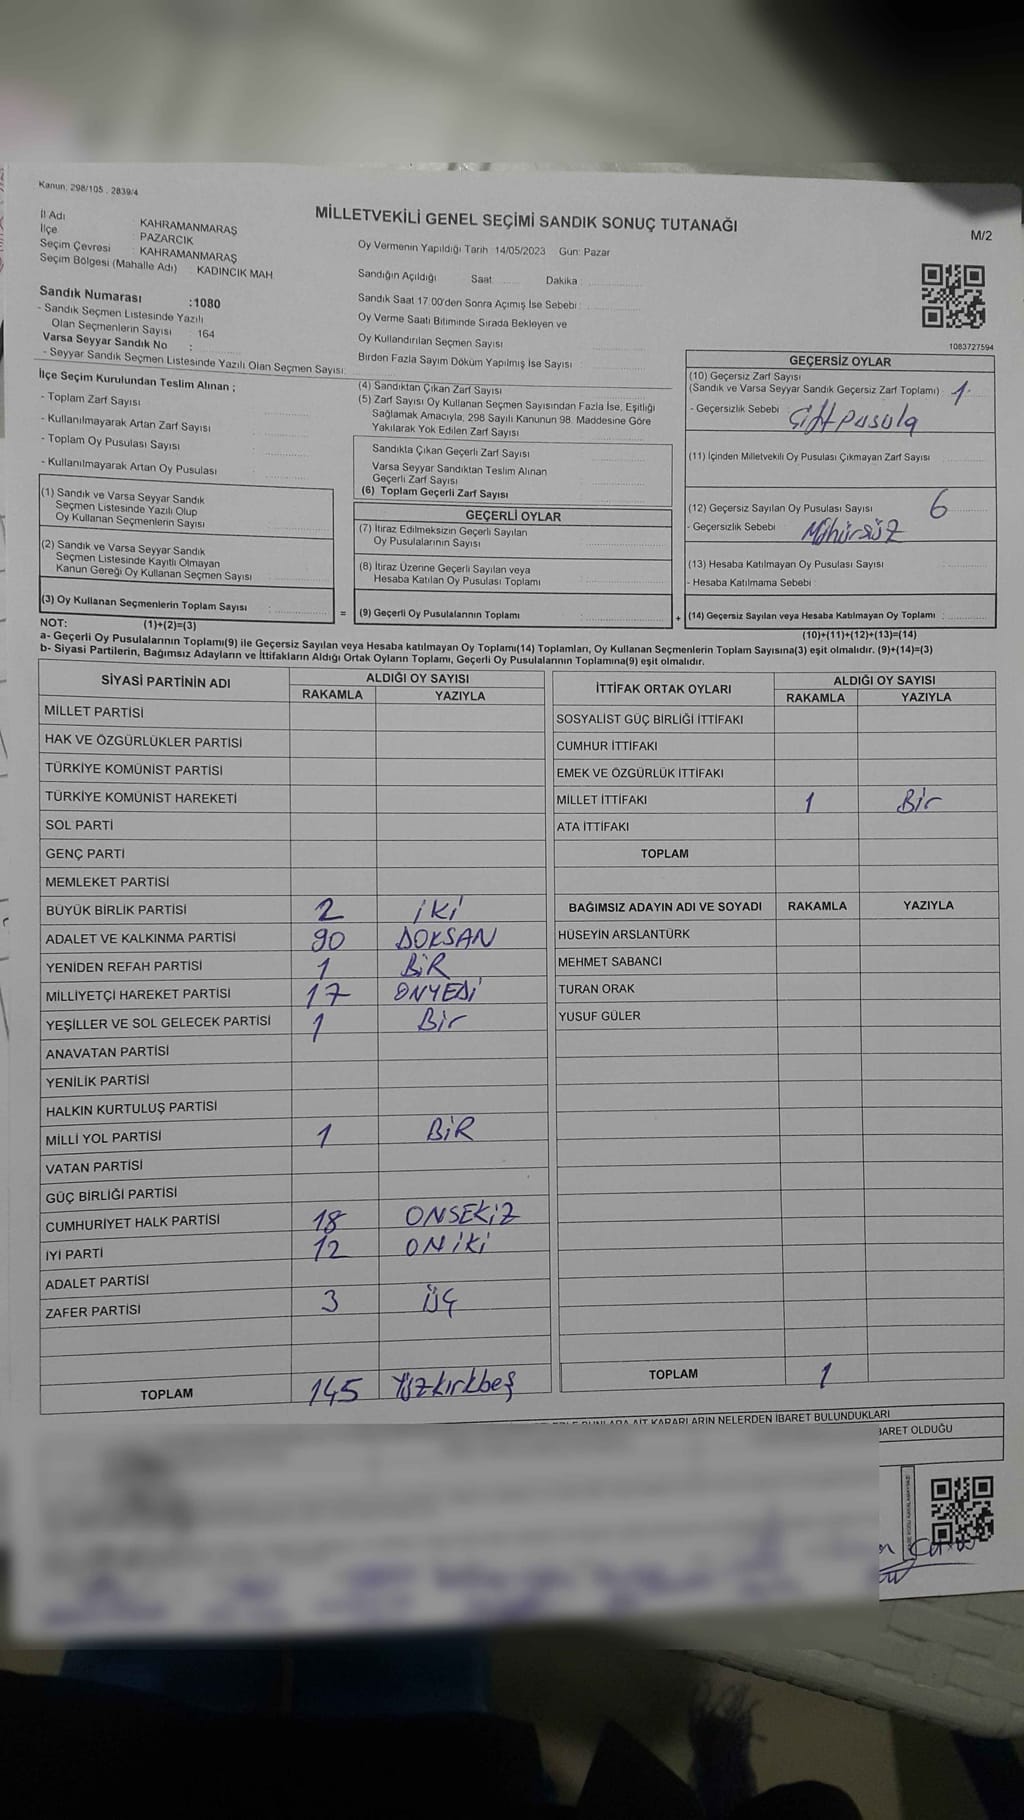 Kanun: 298/105 . 2839/4
MİLLETVEKİLİ GENEL SEÇİMİ SANDIK SONUÇ TUTANAĞI
M/2
İl Adı : KAHRAMANMARAŞ
İlçe : PAZARCIK
Seçim Çevresi : KAHRAMANMARAŞ
Seçim Bölgesi (Mahalle Adı) : KADINCIK MAH
Sandık Numarası :1080
- Sandık Seçmen Listesinde Yazılı
Olan Seçmenlerin Sayısı : 164
Varsa Seyyar Sandık No :
- Seyyar Sandık Seçmen Listesinde Yazılı Olan Seçmen Sayısı:
Oy Vermenin Yapıldığı Tarih : 14/05/2023 Gün: Pazar
Sandığın Açıldığı Saat Dakika :
Sandık Saat 17:00'den Sonra Açımış İse Sebebi :
Oy Verme Saati Bitiminde Sırada Bekleyen ve
Oy Kullandırılan Seçmen Sayısı
Birden Fazla Sayım Döküm Yapılmış İse Sayısı
1083727594
İlçe Seçim Kurulundan Teslim Alınan ;
- Toplam Zarf Sayısı
- Kullanılmayarak Artan Zarf Sayısı
- Toplam Oy Pusulası Sayısı
- Kullanılmayarak Artan Oy Pusulası
(1) Sandık ve Varsa Seyyar Sandık
Seçmen Listesinde Yazılı Olup
Oy Kullanan Seçmenlerin Sayısı
(2) Sandık ve Varsa Seyyar Sandık
Seçmen Listesinde Kayıtlı Olmayan
Kanun Gereği Oy Kullanan Seçmen Sayısı
(3) Oy Kullanan Seçmenlerin Toplam Sayısı :
(1)+(2)=(3)
=
(4) Sandıktan Çıkan Zarf Sayısı
(5) Zarf Sayısı Oy Kullanan Seçmen Sayısından Fazla İse, Eşitliği
Sağlamak Amacıyla, 298 Sayılı Kanunun 98. Maddesine Göre
Yakılarak Yok Edilen Zarf Sayısı
Sandıkta Çıkan Geçerli Zarf Sayısı
Varsa Seyyar Sandıktan Teslim Alınan
Geçerli Zarf Sayısı
(6) Toplam Geçerli Zarf Sayısı
GEÇERLİ OYLAR
(7) İtiraz Edilmeksizin Geçerli Sayılan
Oy Pusulalarının Sayısı
(8) İtiraz Üzerine Geçerli Sayılan veya
Hesaba Katılan Oy Pusulası Toplamı
(9) Geçerli Oy Pusulalarının Toplamı
+
GEÇERSİZ OYLAR
(10) Geçersiz Zarf Sayısı
(Sandık ve Varsa Seyyar Sandık Geçersiz Zarf Toplamı) : 1
- Geçersizlik Sebebi : Çift pusula
(11) İçinden Milletvekili Oy Pusulası Çıkmayan Zarf Sayısı
(12) Geçersiz Sayılan Oy Pusulası Sayısı : 6
- Geçersizlik Sebebi : Mühürsüz
(13) Hesaba Katılmayan Oy Pusulası Sayısı
- Hesaba Katılmama Sebebi
(14) Geçersiz Sayılan veya Hesaba Katılmayan Oy Toplamı :
(10)+(11)+(12)+(13)=(14)
NOT:
a- Geçerli Oy Pusulalarının Toplamı(9) ile Geçersiz Sayılan veya Hesaba katılmayan Oy Toplamı(14) Toplamları, Oy Kullanan Seçmenlerin Toplam Sayısına(3) eşit olmalıdır. (9)+(14)=(3)
b- Siyasi Partilerin, Bağımsız Adayların ve İttifakların Aldığı Ortak Oyların Toplamı, Geçerli Oy Pusulalarının Toplamına(9) eşit olmalıdır.
SİYASİ PARTİNİN ADI ALDIĞI OY SAYISI
RAKAMLA YAZIYLA
MİLLET PARTİSİ
HAK VE ÖZGÜRLÜKLER PARTİSİ
TÜRKİYE KOMÜNİST PARTİSİ
TÜRKİYE KOMÜNİST HAREKETİ
SOL PARTİ
GENÇ PARTİ
MEMLEKET PARTİSİ
BÜYÜK BİRLİK PARTİSİ 2 iki
ADALET VE KALKINMA PARTİSİ 90 DOKSAN
YENİDEN REFAH PARTİSİ 1 BİR
MİLLİYETÇİ HAREKET PARTİSİ 17 ONYEDİ
YEŞİLLER VE SOL GELECEK PARTİSİ 1 Bir
ANAVATAN PARTİSİ
YENİLİK PARTİSİ
HALKIN KURTULUŞ PARTİSİ
MİLLİ YOL PARTİSİ 1 BİR
VATAN PARTİSİ
GÜÇ BİRLİĞİ PARTİSİ
CUMHURİYET HALK PARTİSİ 18 ONSEKİZ
İYİ PARTİ 12 ONİKİ
ADALET PARTİSİ
ZAFER PARTİSİ 3 ÜÇ
TOPLAM 145 Yüzkırkbeş
İTTİFAK ORTAK OYLARI ALDIĞI OY SAYISI
RAKAMLA YAZIYLA
SOSYALİST GÜÇ BİRLİĞİ İTTİFAKI
CUMHUR İTTİFAKI
EMEK VE ÖZGÜRLÜK İTTİFAKI
MİLLET İTTİFAKI 1 Bir
ATA İTTİFAKI
TOPLAM
BAĞIMSIZ ADAYIN ADI VE SOYADI RAKAMLA YAZIYLA
HÜSEYİN ARSLANTÜRK
MEHMET SABANCI
TURAN ORAK
YUSUF GÜLER
TOPLAM 1
KARARLARIN NELERDEN İBARET BULUNDUKLARI
İBARET OLDUĞU